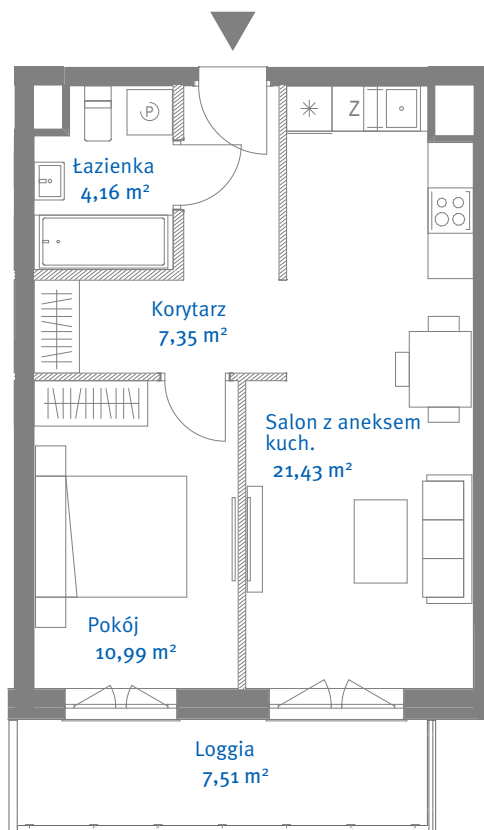 P
Z
Łazienka
4,16 m²
Korytarz
7,35 m²
Salon z aneksem
kuch.
21,43 m²
Pokój
10,99 m²
Loggia
7,51 m²